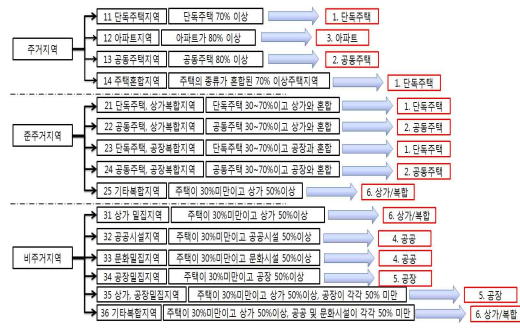 주거지역
11 단독주택지역 단독주택 70% 이상 1. 단독주택
12 아파트지역 아파트가 80% 이상 3. 아파트
13 공동주택지역 공동주택 80% 이상 2. 공동주택
14 주택혼합지역 주택의 종류가 혼합된 70% 이상주택지역 1. 단독주택
준주거지역
21 단독주택, 상가복합지역 단독주택 30~70%이고 상가와 혼합 1. 단독주택
22 공동주택, 상가복합지역 공동주택 30~70%이고 상가와 혼합 2. 공동주택
23 단독주택, 공장복합지역 단독주택 30~70%이고 공장과 혼합 1. 단독주택
24 공동주택, 공장복합지역 공동주택 30~70%이고 공장와 혼합 2. 공동주택
25 기타복합지역 주택이 30%미만이고 상가 50%이상 6. 상가/복합
비주거지역
31 상가 밀집지역 주택이 30%미만이고 상가 50%이상 6. 상가/복합
32 공공시설지역 주택이 30%미만이고 공공시설 50%이상 4. 공공
33 문화밀집지역 주택이 30%미만이고 문화시설 50%이상 4. 공공
34 공장밀집지역 주택이 30%미만이고 공장 50%이상 5. 공장
35 상가, 공장밀집지역 주택이 30%미만이고 상가 50%이상, 공장이 각각 50% 미만 5. 공장
36 기타복합지역 주택이 30%미만이고 상가 50%이상, 공공 및 문화시설이 각각 50% 미만 6. 상가/복합